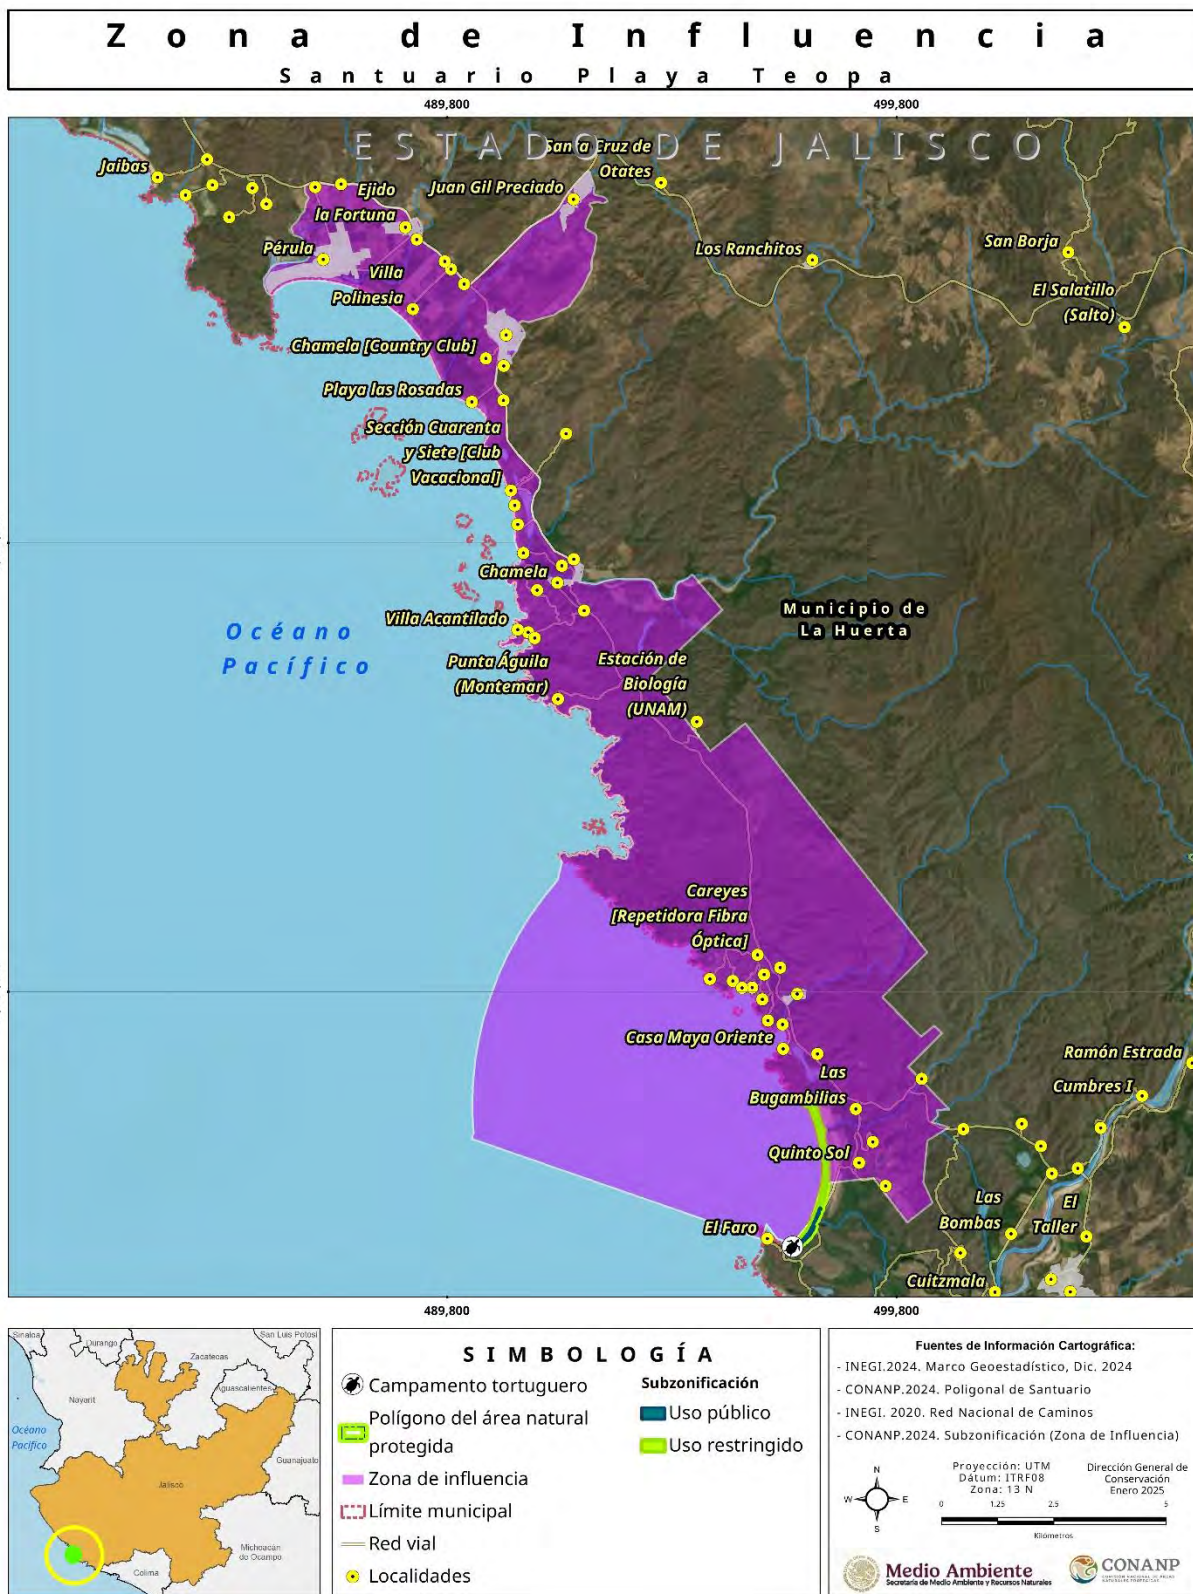 Zona de Influencia
Santuario Playa Teopa
489,800
499,800
ESTADO DE JALISCO
Jaibas
Santa Cruz de
Otates
Juan Gil Preciado
Ejido
la Fortuna
Pérula
Villa
Polinesia
Los Ranchitos
San Borja
El Salatillo
(Salto)
Chamela [Country Club]
Playa las Rosadas
Sección Cuarenta
y Siete [Club
Vacacional]
Chamela
Villa Acantilado
Municipio de
La Huerta
Océano
Pacífico
Punta Águila
(Montemar)
Estación de
Biología
(UNAM)
Careyes
[Repetidora Fibra
Óptica]
Casa Maya Oriente
Las
Bugambilias
Ramón Estrada
Cumbres I
Quinto Sol
Las
Bombas
El
Taller
El Faro
Cuitzmala
489,800
499,800
Sinaloa
Durango
Zacatecas
San Luis Potosí
Nayarit
Aguascalientes
Océano
Pacífico
Guanajuato
Jalisco
Michoacán
de Ocampo
Colima
SIMBOLOGÍA
Campamento tortuguero
Polígono del área natural
protegida
Zona de influencia
Límite municipal
Red vial
Localidades
Subzonificación
Uso público
Uso restringido
Fuentes de Información Cartográfica:
- INEGI.2024. Marco Geoestadístico, Dic. 2024
- CONANP.2024. Poligonal de Santuario
- INEGI. 2020. Red Nacional de Caminos
- CONANP.2024. Subzonificación (Zona de Influencia)
N
W E
S
Proyección: UTM
Dátum: ITRF08
Zona: 13 N
Dirección General de
Conservación
Enero 2025
0 1.25 2.5 5
Kilómetros
Medio Ambiente
Secretaría de Medio Ambiente y Recursos Naturales
CONANP